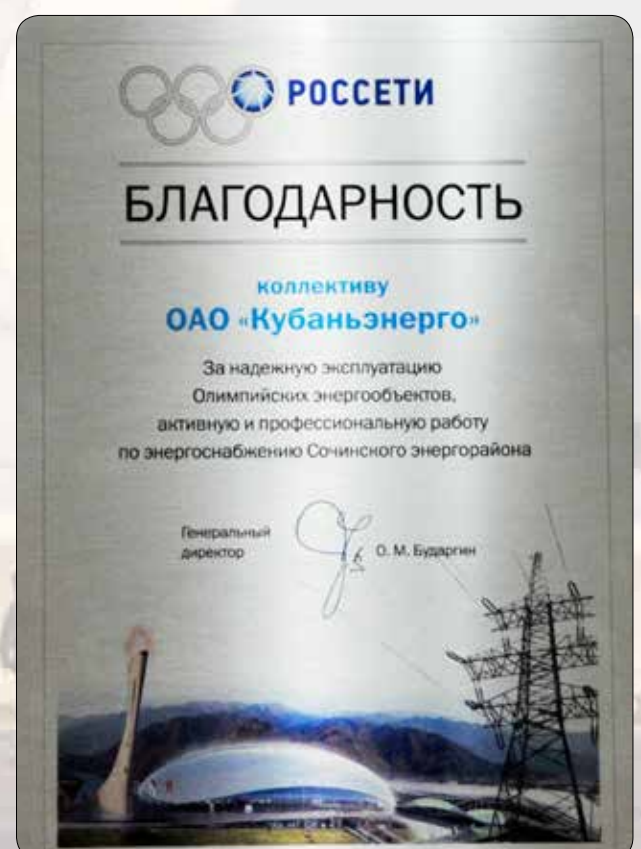 РОССЕТИ
БЛАГОДАРНОСТЬ
коллективу
ОАО «Кубаньэнерго»
За надежную эксплуатацию
Олимпийских энергообъектов,
активную и профессиональную работу
по энергоснабжению Сочинского энергорайона
Генеральный
директор
О. М. Бударгин